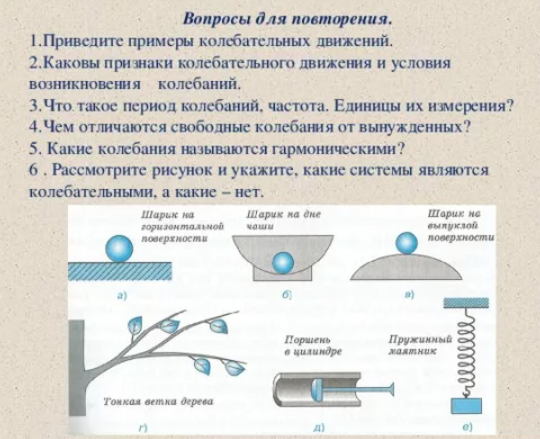 Вопросы для повторения.
1.Приведите примеры колебательных движений.
2.Каковы признаки колебательного движения и условия
возникновения колебаний.
3.Что такое период колебаний, частота. Единицы их измерения?
4.Чем отличаются свободные колебания от вынужденных?
5. Какие колебания называются гармоническими?
6 . Рассмотрите рисунок и укажите, какие системы являются
колебательными, а какие – нет.
Шарик на
горизонтальной
поверхности
а)
Шарик на дне
чаши
б)
Шарик на
выпуклой
поверхности
в)
Тонкая ветка дерева
г)
Поршень
в цилиндре
д)
Пружинный
маятник
е)